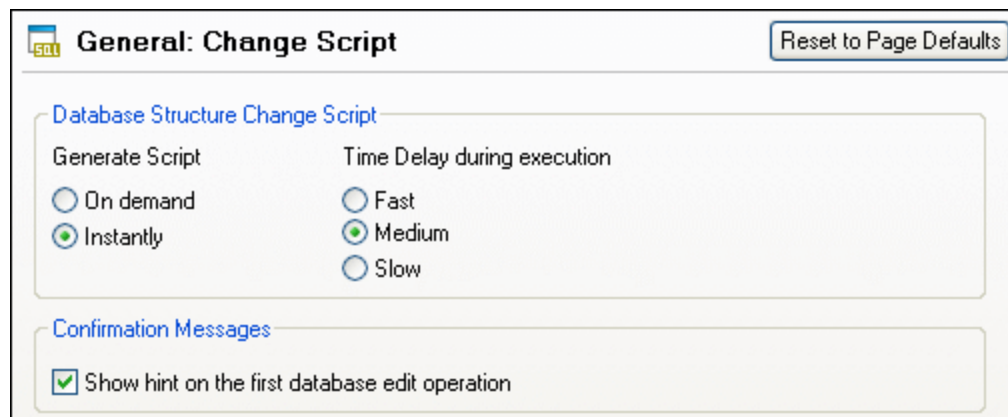 SQL
General: Change Script
Reset to Page Defaults
Database Structure Change Script
Generate Script
Time Delay during execution
On demand
Fast
Instantly
Medium
Slow
Confirmation Messages
Show hint on the first database edit operation